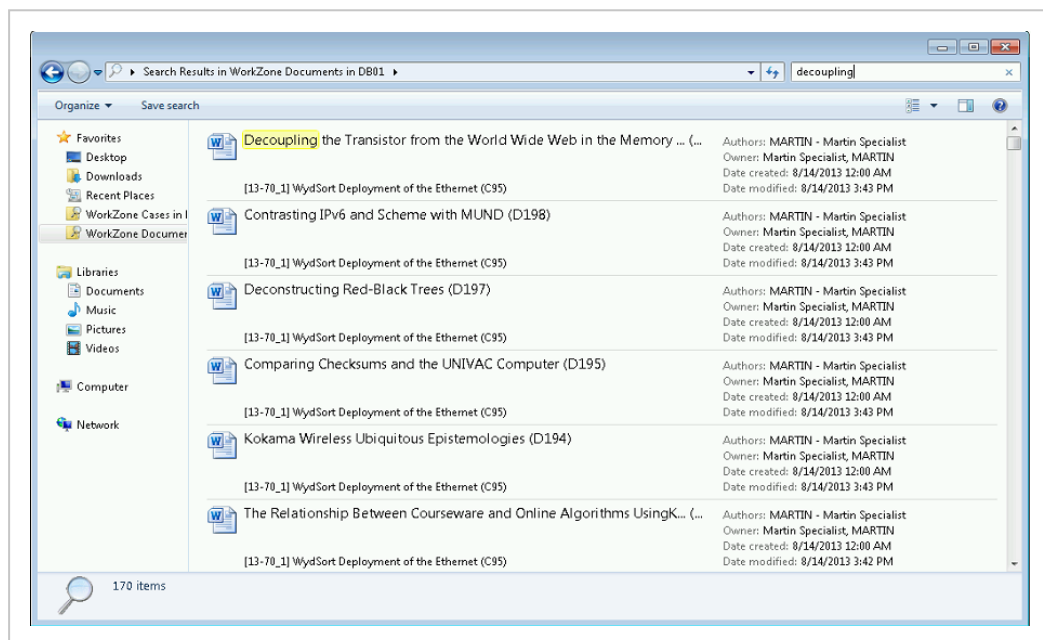 Search Results in WorkZone Documents in DB01
decoupling
Organize
Save search
Favorites
Desktop
Downloads
Recent Places
WorkZone Cases in
WorkZone Documer
Libraries
Documents
Music
Pictures
Videos
Computer
Network
Decoupling the Transistor from the World Wide Web in the Memory ... (...
[13-70_1] WydSort Deployment of the Ethernet (C95)
Authors: MARTIN - Martin Specialist
Owner: Martin Specialist, MARTIN
Date created: 8/14/2013 12:00 AM
Date modified: 8/14/2013 3:43 PM
Contrasting IPv6 and Scheme with MUND (D198)
[13-70_1] WydSort Deployment of the Ethernet (C95)
Authors: MARTIN - Martin Specialist
Owner: Martin Specialist, MARTIN
Date created: 8/14/2013 12:00 AM
Date modified: 8/14/2013 3:43 PM
Deconstructing Red-Black Trees (D197)
[13-70_1] WydSort Deployment of the Ethernet (C95)
Authors: MARTIN - Martin Specialist
Owner: Martin Specialist, MARTIN
Date created: 8/14/2013 12:00 AM
Date modified: 8/14/2013 3:43 PM
Comparing Checksums and the UNIVAC Computer (D195)
[13-70_1] WydSort Deployment of the Ethernet (C95)
Authors: MARTIN - Martin Specialist
Owner: Martin Specialist, MARTIN
Date created: 8/14/2013 12:00 AM
Date modified: 8/14/2013 3:43 PM
Kokama Wireless Ubiquitous Epistemologies (D194)
[13-70_1] WydSort Deployment of the Ethernet (C95)
Authors: MARTIN - Martin Specialist
Owner: Martin Specialist, MARTIN
Date created: 8/14/2013 12:00 AM
Date modified: 8/14/2013 3:43 PM
The Relationship Between Courseware and Online Algorithms UsingK... (...
[13-70_1] WydSort Deployment of the Ethernet (C95)
Authors: MARTIN - Martin Specialist
Owner: Martin Specialist, MARTIN
Date created: 8/14/2013 12:00 AM
Date modified: 8/14/2013 3:42 PM
170 items